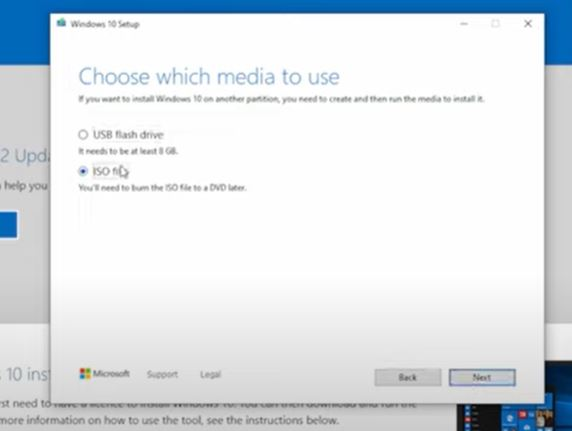 Windows 10 Setup
Choose which media to use
If you want to install Windows 10 on another partition, you need to create and then run the media to install it.
USB flash drive
It needs to be at least 8 GB.
2 Upda
ISO file
help you
You'll need to burn the ISO file to a DVD later.
Microsoft Support Legal
Back Next
10 inst
rst need to have a licence to install Windows 10. You can then download and run the
more information on how to use the tool, see the instructions below.